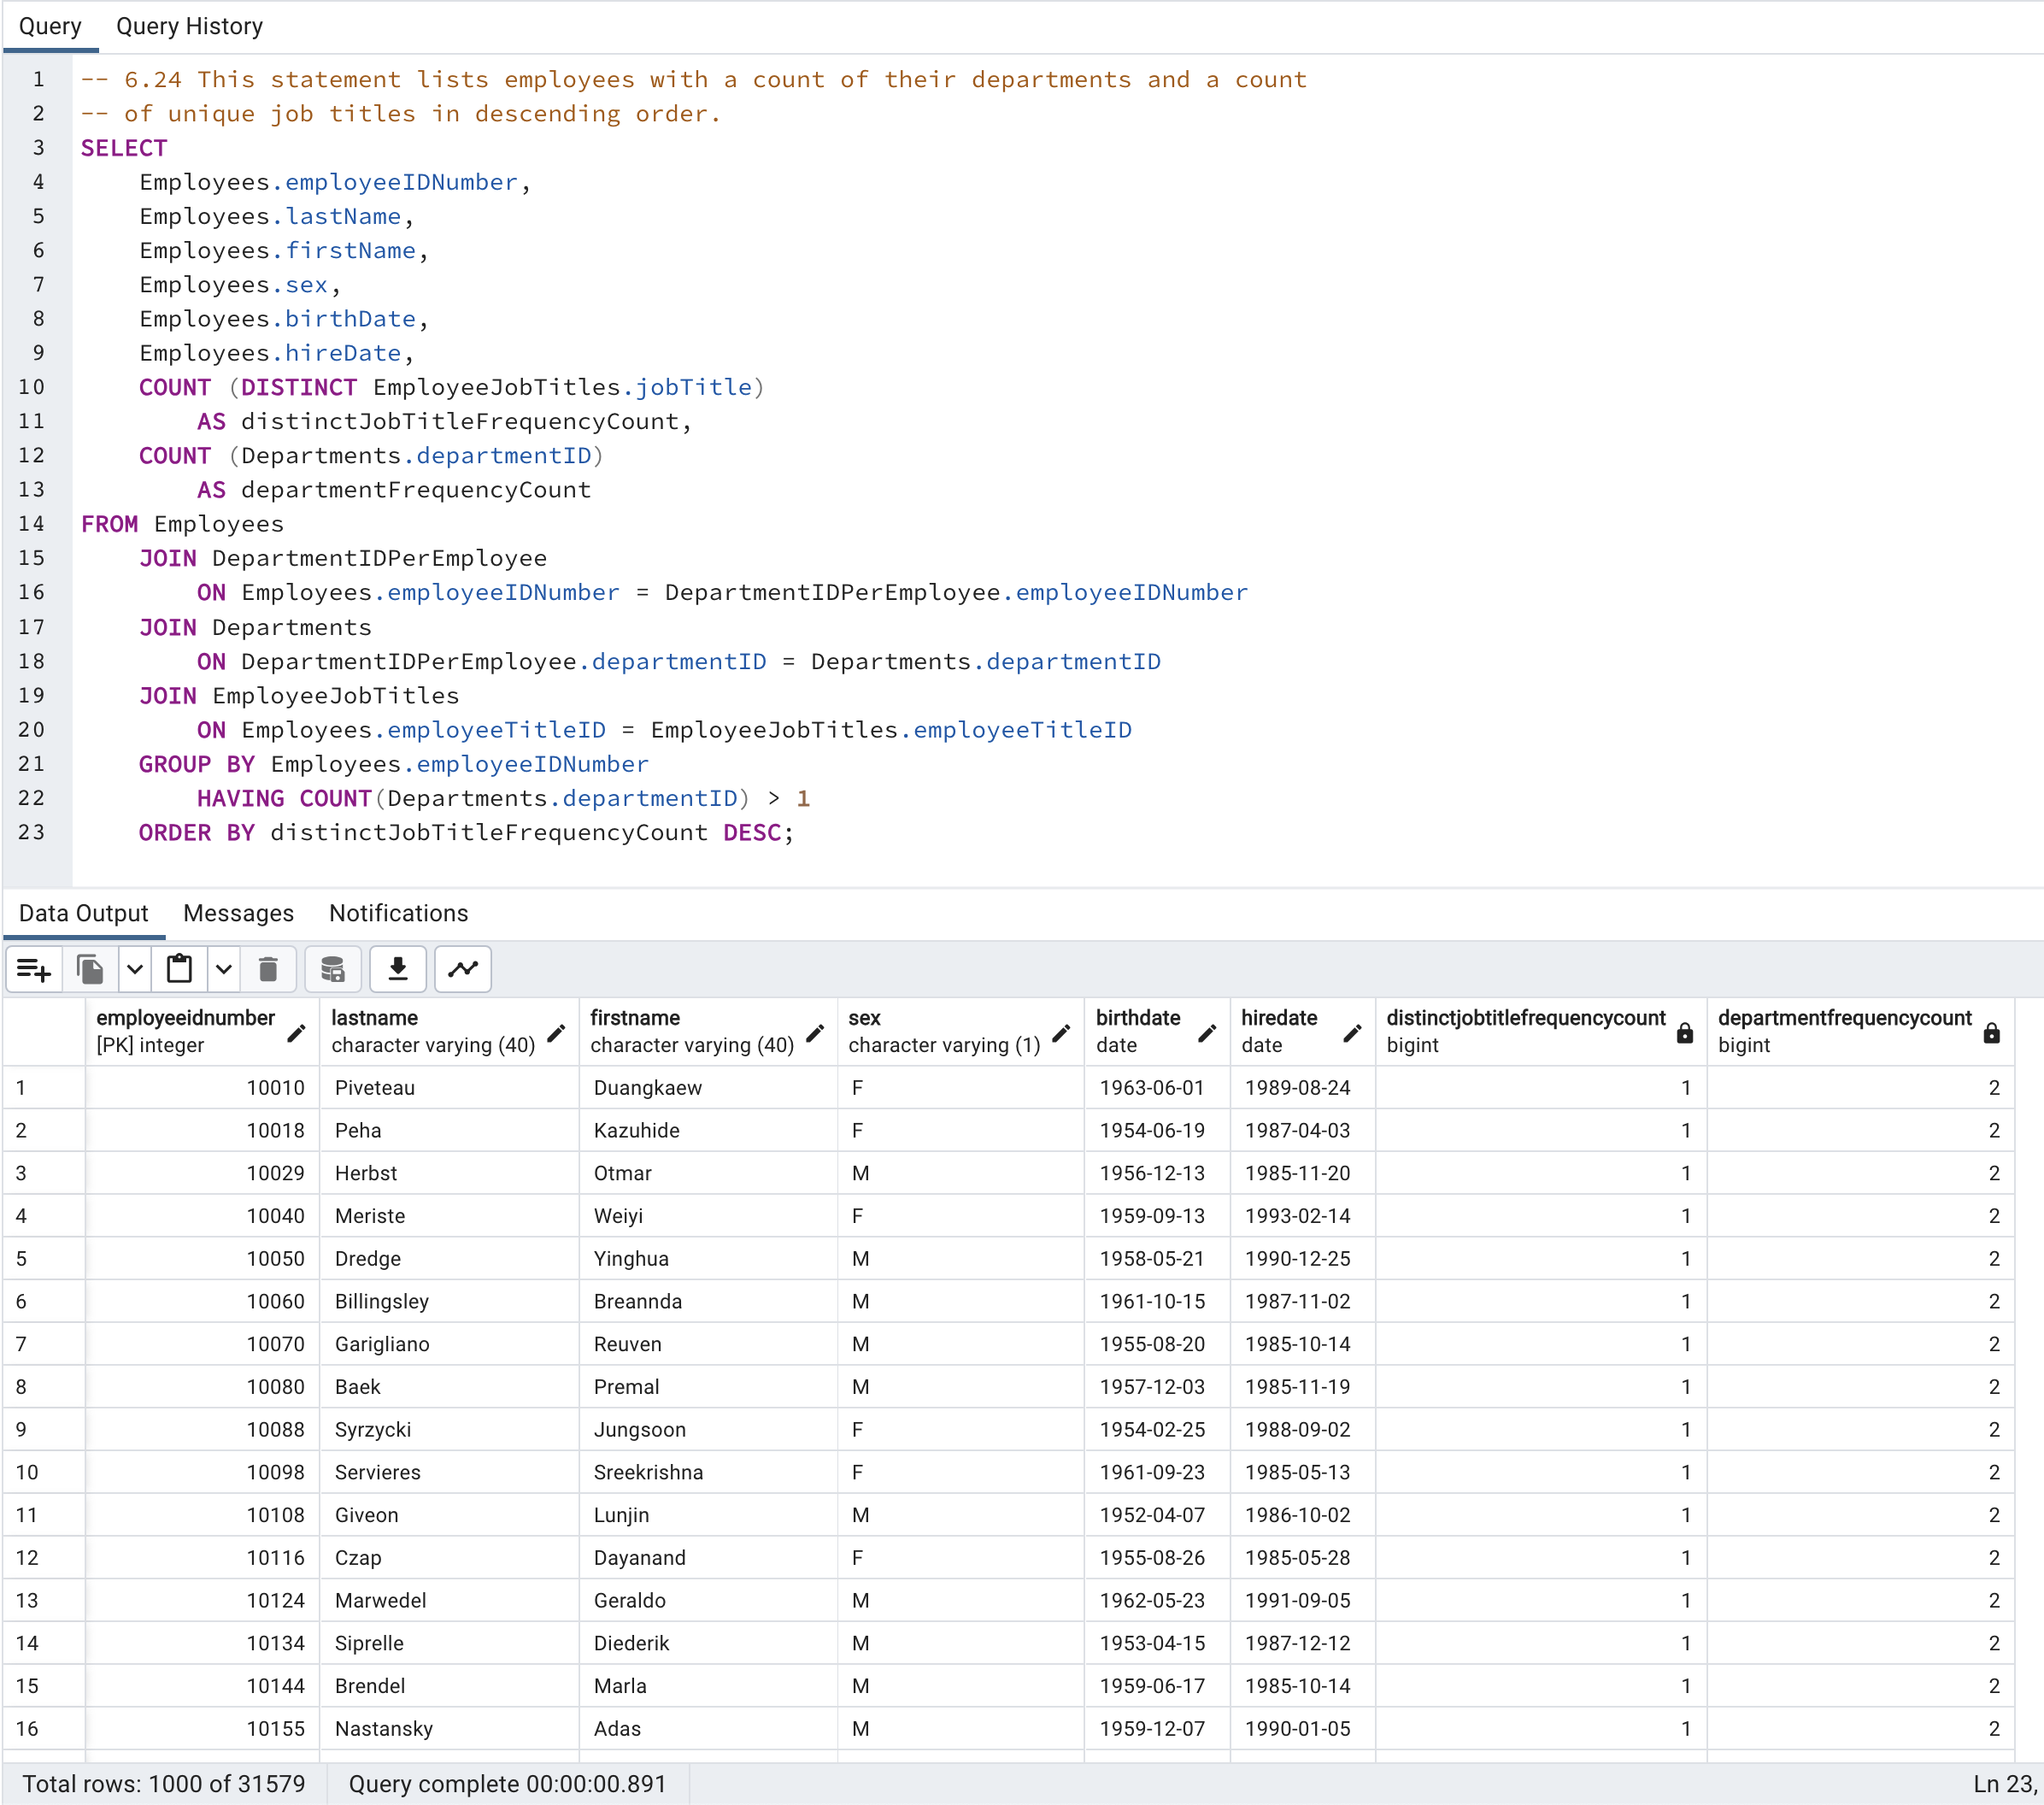 Query Query History
1 -- 6.24 This statement lists employees with a count of their departments and a count
2 -- of unique job titles in descending order.
3 SELECT
4 Employees.employeeIDNumber,
5 Employees.lastName,
6 Employees.firstName,
7 Employees.sex,
8 Employees.birthDate,
9 Employees.hireDate,
10 COUNT (DISTINCT EmployeeJobTitles.jobTitle)
11 AS distinctJobTitleFrequencyCount,
12 COUNT (Departments.departmentID)
13 AS departmentFrequencyCount
14 FROM Employees
15 JOIN DepartmentIDPerEmployee
16 ON Employees.employeeIDNumber = DepartmentIDPerEmployee.employeeIDNumber
17 JOIN Departments
18 ON DepartmentIDPerEmployee.departmentID = Departments.departmentID
19 JOIN EmployeeJobTitles
20 ON Employees.employeeTitleID = EmployeeJobTitles.employeeTitleID
21 GROUP BY Employees.employeeIDNumber
22 HAVING COUNT(Departments.departmentID) > 1
23 ORDER BY distinctJobTitleFrequencyCount DESC;
Data Output Messages Notifications
employeeidnumber lastname firstname sex birthdate hiredate distinctjobtitlefrequencycount departmentfrequencycount
[PK] integer character varying (40) character varying (40) character varying (1) date date bigint bigint
1 10010 Piveteau Duangkaew F 1963-06-01 1989-08-24 1 2
2 10018 Peha Kazuhide F 1954-06-19 1987-04-03 1 2
3 10029 Herbst Otmar M 1956-12-13 1985-11-20 1 2
4 10040 Meriste Weiyi F 1959-09-13 1993-02-14 1 2
5 10050 Dredge Yinghua M 1958-05-21 1990-12-25 1 2
6 10060 Billingsley Breannda M 1961-10-15 1987-11-02 1 2
7 10070 Garigliano Reuven M 1955-08-20 1985-10-14 1 2
8 10080 Baek Premal M 1957-12-03 1985-11-19 1 2
9 10088 Syrzycki Jungsoon F 1954-02-25 1988-09-02 1 2
10 10098 Servieres Sreekrishna F 1961-09-23 1985-05-13 1 2
11 10108 Giveon Lunjin M 1952-04-07 1986-10-02 1 2
12 10116 Czap Dayanand F 1955-08-26 1985-05-28 1 2
13 10124 Marwedel Geraldo M 1962-05-23 1991-09-05 1 2
14 10134 Siprelle Diederik M 1953-04-15 1987-12-12 1 2
15 10144 Brendel Marla M 1959-06-17 1985-10-14 1 2
16 10155 Nastansky Adas M 1959-12-07 1990-01-05 1 2
Total rows: 1000 of 31579 Query complete 00:00:00.891 Ln 23,